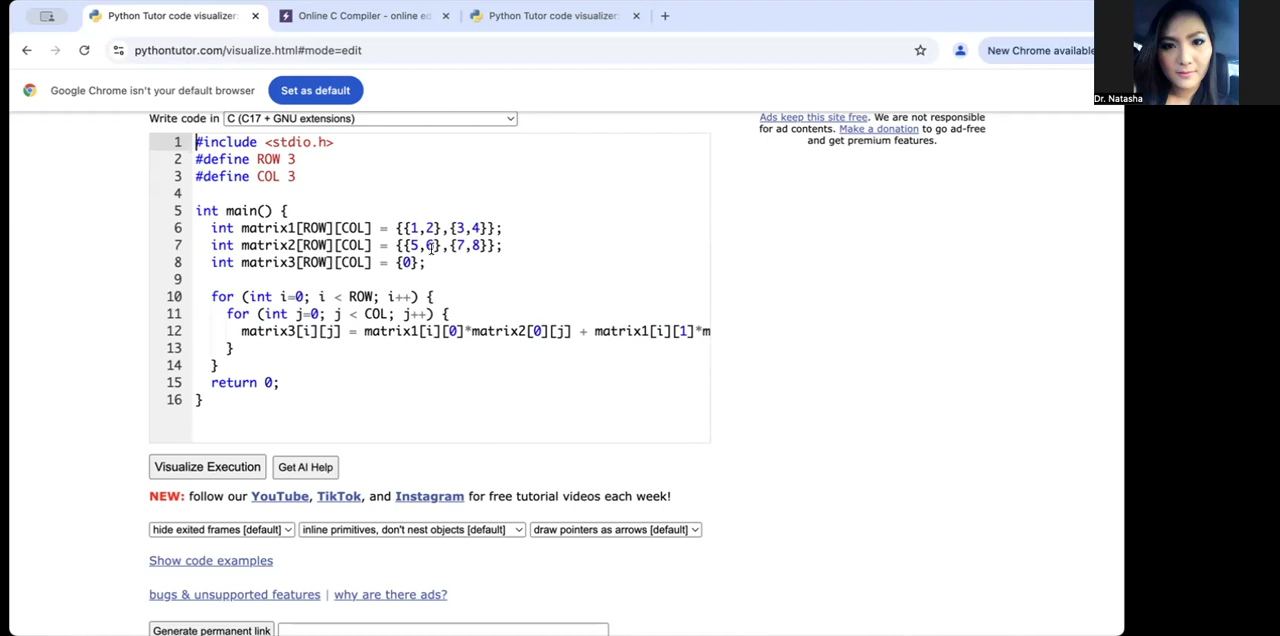 Python Tutor code visualizer:
Online C Compiler - online ed
Python Tutor code visualizer:
pythontutor.com/visualize.html#mode=edit
New Chrome available
Google Chrome isn't your default browser
Set as default
Dr. Natasha
Write code in C (C17 + GNU extensions)
Ads keep this site free. We are not responsible
for ad contents. Make a donation to go ad-free
and get premium features.
1 #include <stdio.h>
2 #define ROW 3
3 #define COL 3
4
5 int main() {
6 int matrix1[ROW][COL] = {{1,2},{3,4}};
7 int matrix2[ROW][COL] = {{5,6},{7,8}};
8 int matrix3[ROW][COL] = {0};
9
10 for (int i=0; i < ROW; i++) {
11 for (int j=0; j < COL; j++) {
12 matrix3[i][j] = matrix1[i][0]*matrix2[0][j] + matrix1[i][1]*m
13 }
14 }
15 return 0;
16 }
Visualize Execution
Get AI Help
NEW: follow our YouTube, TikTok, and Instagram for free tutorial videos each week!
hide exited frames [default]
inline primitives, don't nest objects [default]
draw pointers as arrows [default]
Show code examples
bugs & unsupported features | why are there ads?
Generate permanent link